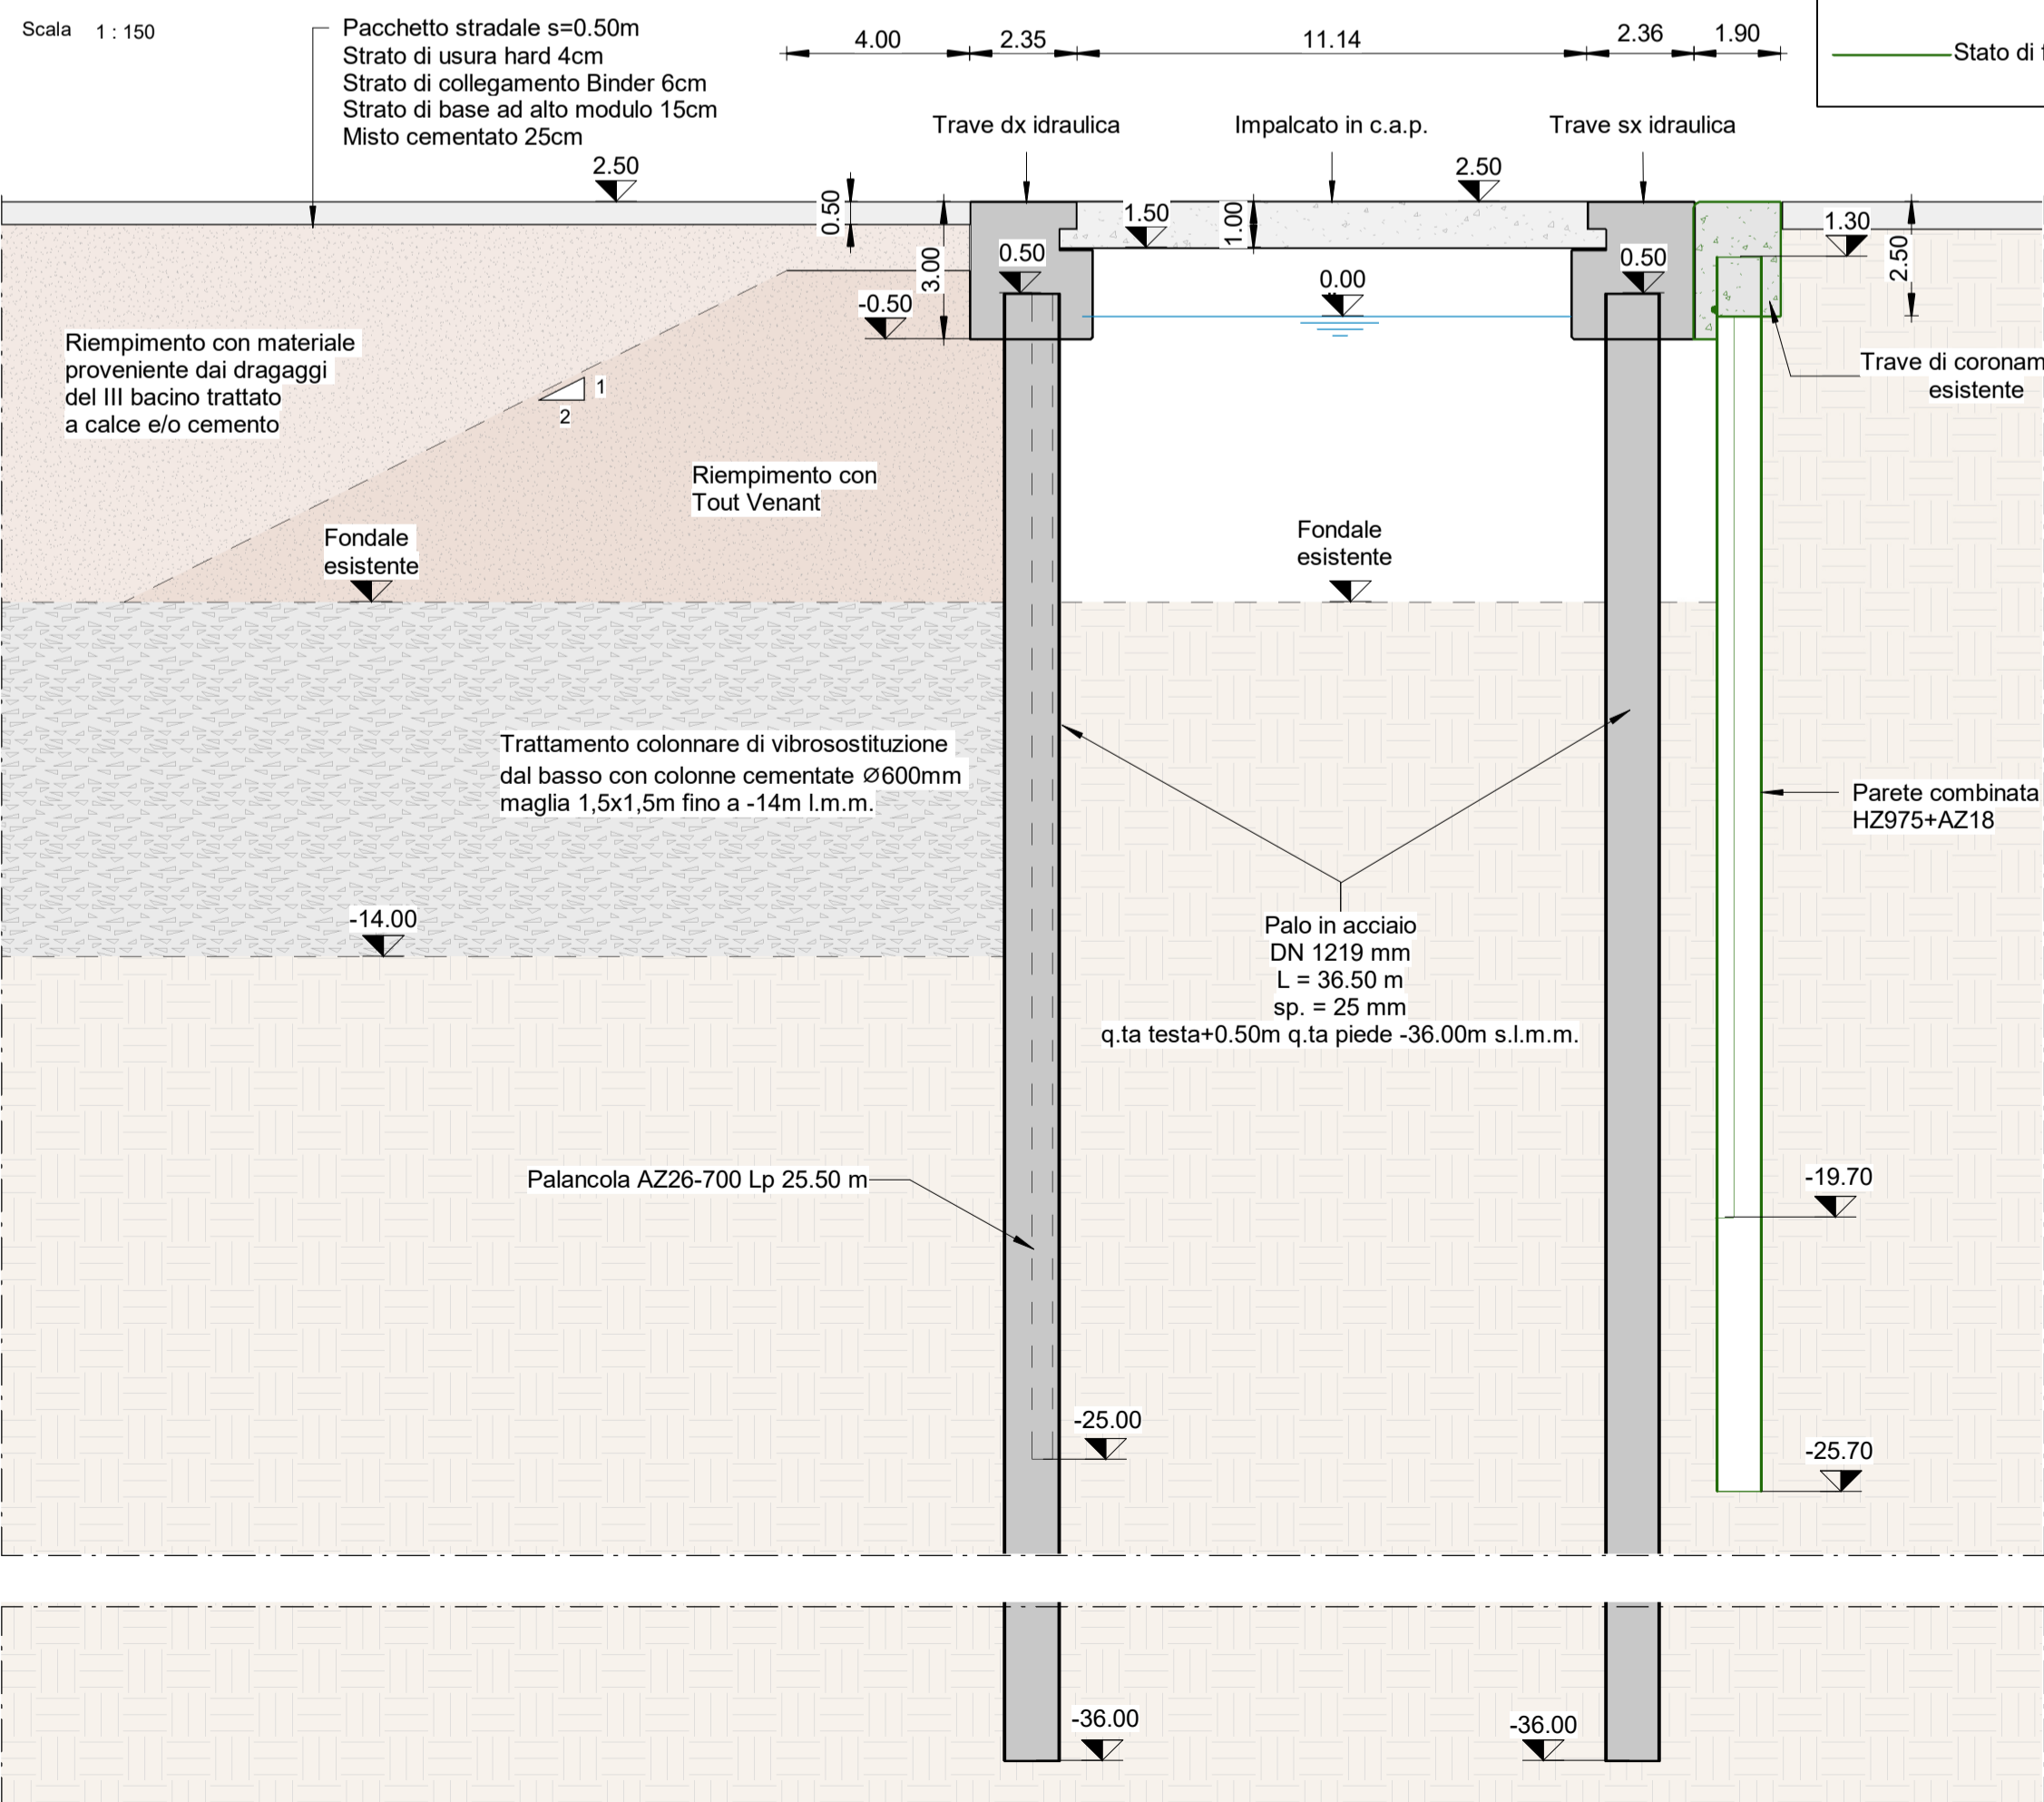 Scala 1 : 150
Pacchetto stradale s=0.50m
Strato di usura hard 4cm
Strato di collegamento Binder 6cm
Strato di base ad alto modulo 15cm
Misto cementato 25cm
4.00
2.35
11.14
2.36
1.90
Stato di
Trave dx idraulica
Impalcato in c.a.p.
Trave sx idraulica
2.50
2.50
0.50
3.00
1.50
1.00
1.30
2.50
0.50
0.50
0.00
-0.50
Riempimento con materiale
proveniente dai dragaggi
del III bacino trattato
a calce e/o cemento
1
2
Trave di coronam
esistente
Riempimento con
Tout Venant
Fondale
esistente
Fondale
esistente
Trattamento colonnare di vibrosostituzione
dal basso con colonne cementate ∅600mm
maglia 1,5x1,5m fino a -14m l.m.m.
Parete combinata
HZ975+AZ18
-14.00
Palo in acciaio
DN 1219 mm
L = 36.50 m
sp. = 25 mm
q.ta testa+0.50m q.ta piede -36.00m s.l.m.m.
Palancola AZ26-700 Lp 25.50 m
-19.70
-25.00
-25.70
-36.00
-36.00